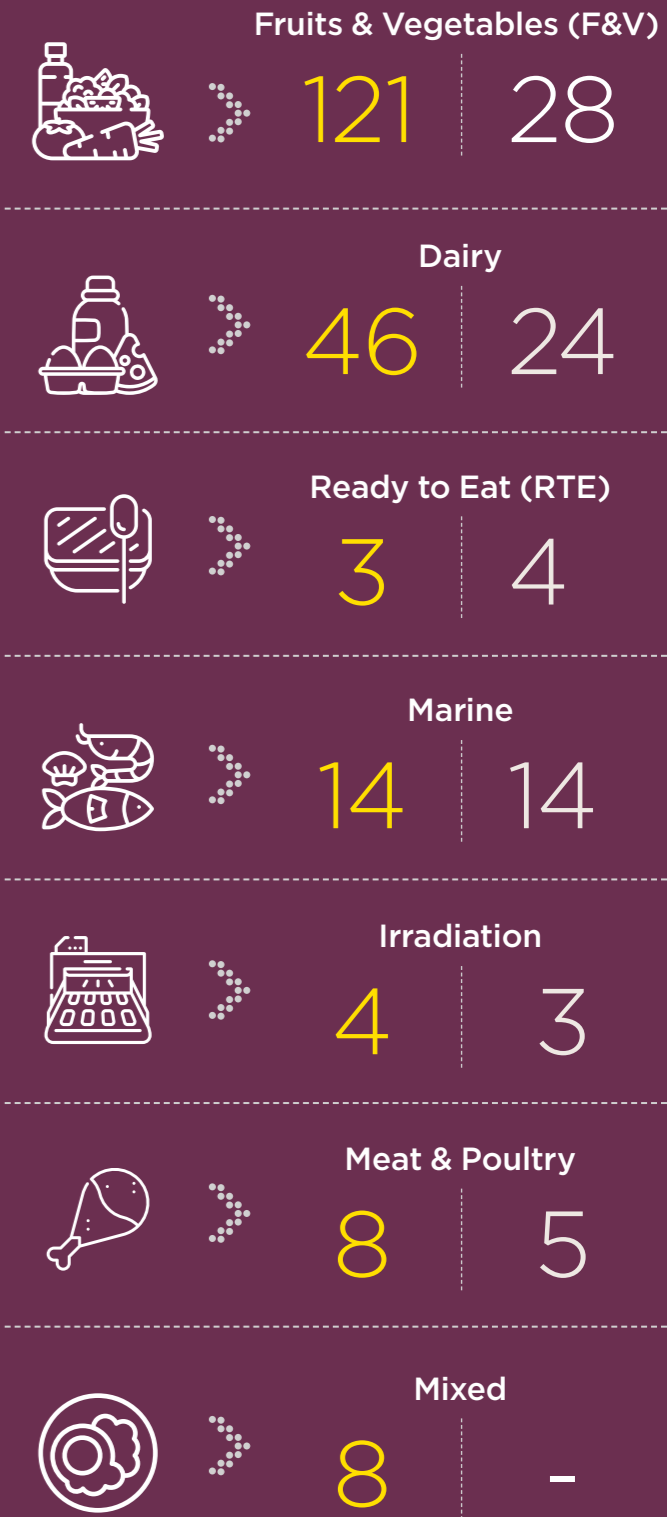 Fruits & Vegetables (F&V)
121 28
Dairy
46 24
Ready to Eat (RTE)
3 4
Marine
14 14
Irradiation
4 3
Meat & Poultry
8 5
Mixed
8 -